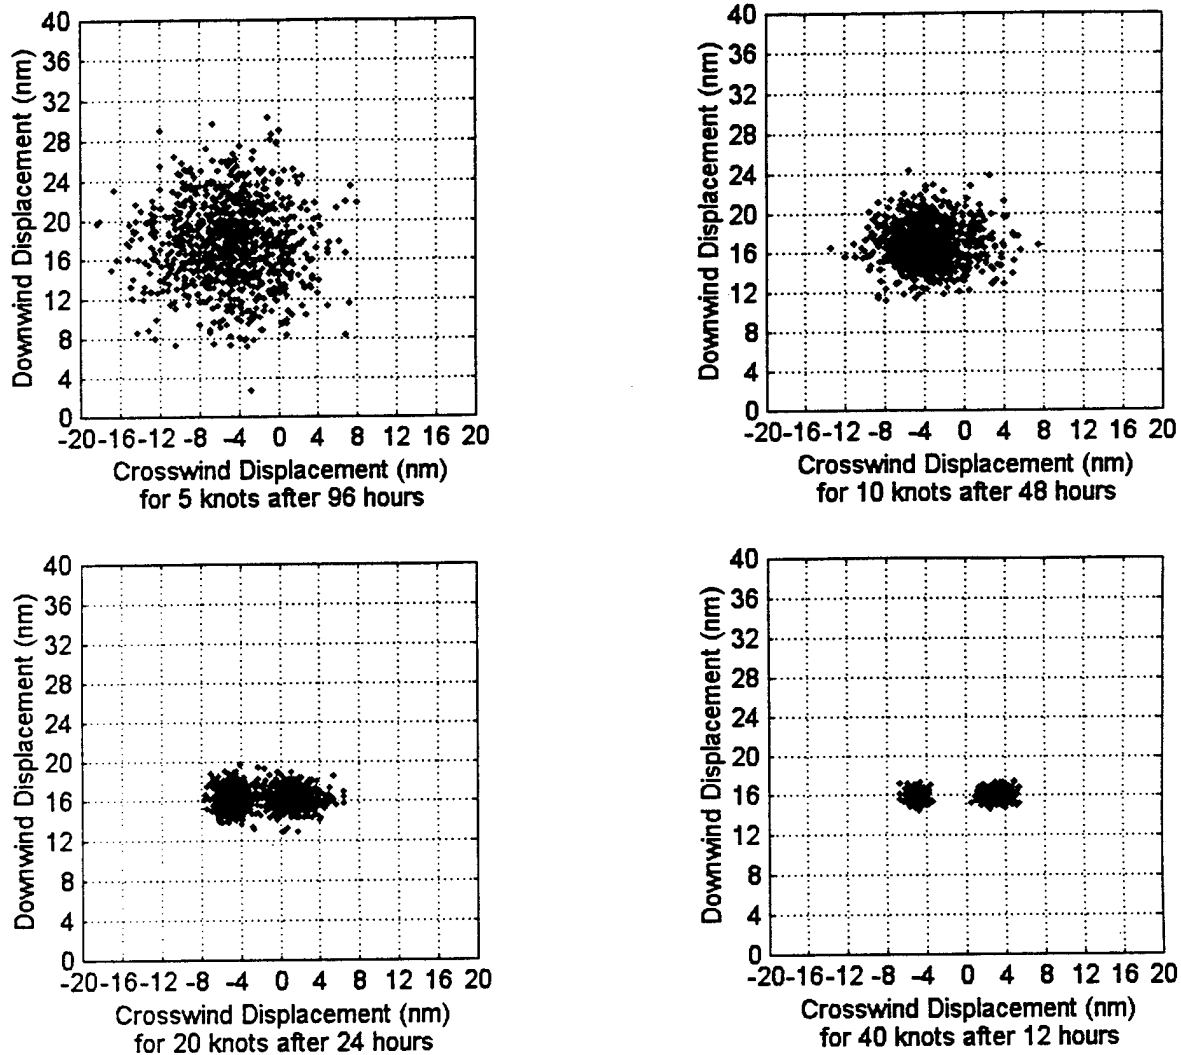 40
36
32
28
24
20
16
12
8
4
0
Downwind Displacement (nm)
-20-16-12 -8 -4 0 4 8 12 16 20
Crosswind Displacement (nm)
for 5 knots after 96 hours
40
36
32
28
24
20
16
12
8
4
0
Downwind Displacement (nm)
-20-16-12 -8 -4 0 4 8 12 16 20
Crosswind Displacement (nm)
for 10 knots after 48 hours
40
36
32
28
24
20
16
12
8
4
0
Downwind Displacement (nm)
-20-16-12 -8 -4 0 4 8 12 16 20
Crosswind Displacement (nm)
for 20 knots after 24 hours
40
36
32
28
24
20
16
12
8
4
0
Downwind Displacement (nm)
-20-16-12 -8 -4 0 4 8 12 16 20
Crosswind Displacement (nm)
for 40 knots after 12 hours